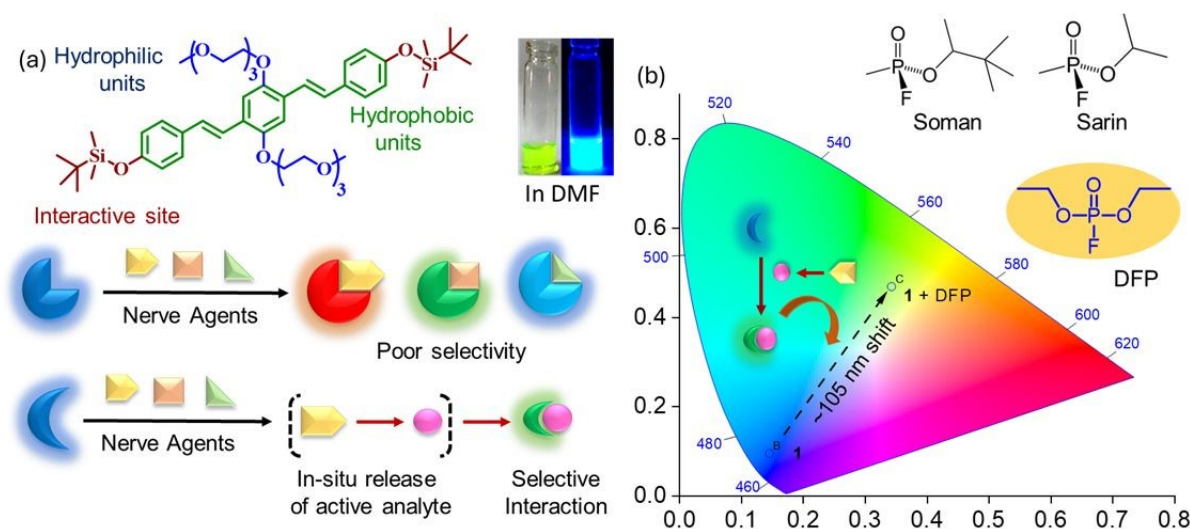 (a)
Hydrophilic
units
Hydrophobic
units
Interactive site
O
O
3
O
O
Si
Si
O
O
O
3
In DMF
Nerve Agents
Poor selectivity
Nerve Agents
In-situ release
of active analyte
Selective
Interaction
(b)
O
P
O
F
Soman
O
P
O
F
Sarin
O
O
P
O
F
DFP
520
540
560
580
600
620
500
480
460
C
1 + DFP
~105 nm shift
B
1
0.8
0.6
0.4
0.2
0.0
0.0 0.1 0.2 0.3 0.4 0.5 0.6 0.7 0.8